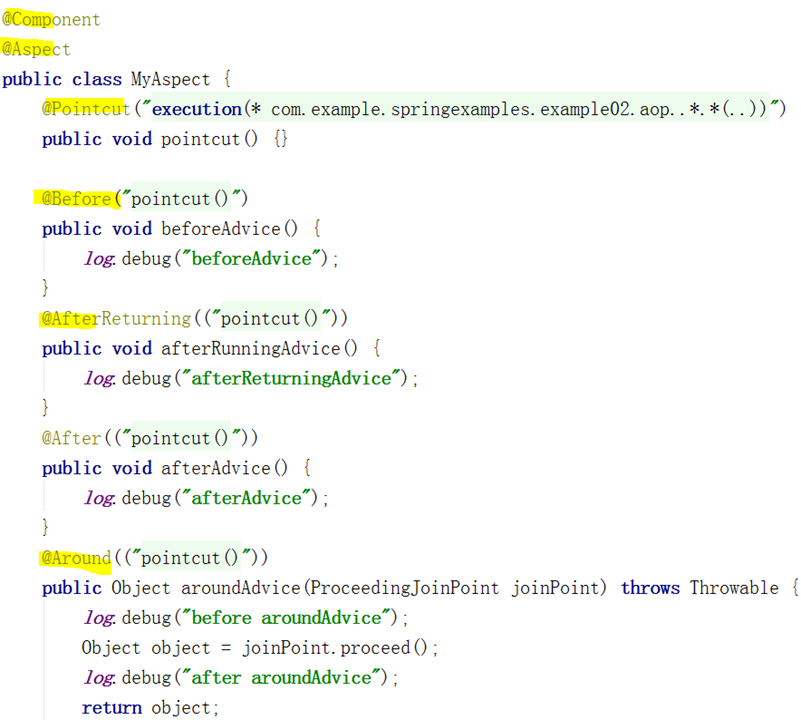 @Component
@Aspect
public class MyAspect {
@Pointcut("execution(* com.example.springexamples.example02.aop..*.*(..))")
public void pointcut() {}
@Before("pointcut()")
public void beforeAdvice() {
log.debug("beforeAdvice");
}
@AfterReturning(("pointcut()"))
public void afterRunningAdvice() {
log.debug("afterReturningAdvice");
}
@After(("pointcut()"))
public void afterAdvice() {
log.debug("afterAdvice");
}
@Around(("pointcut()"))
public Object aroundAdvice(ProceedingJoinPoint joinPoint) throws Throwable {
log.debug("before aroundAdvice");
Object object = joinPoint.proceed();
log.debug("after aroundAdvice");
return object;